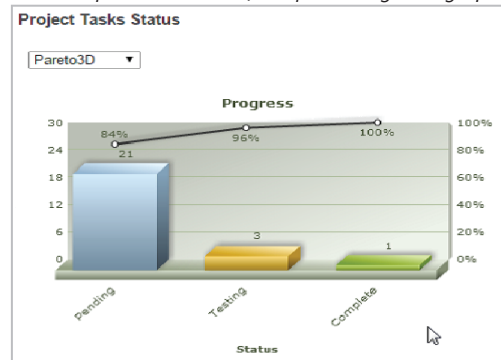 Project Tasks Status
Pareto3D
Progress
30 100%
84% 96% 100%
24 21 80%
18 60%
12 40%
6 3 1 20%
0 0%
Pending Testing Complete
Status